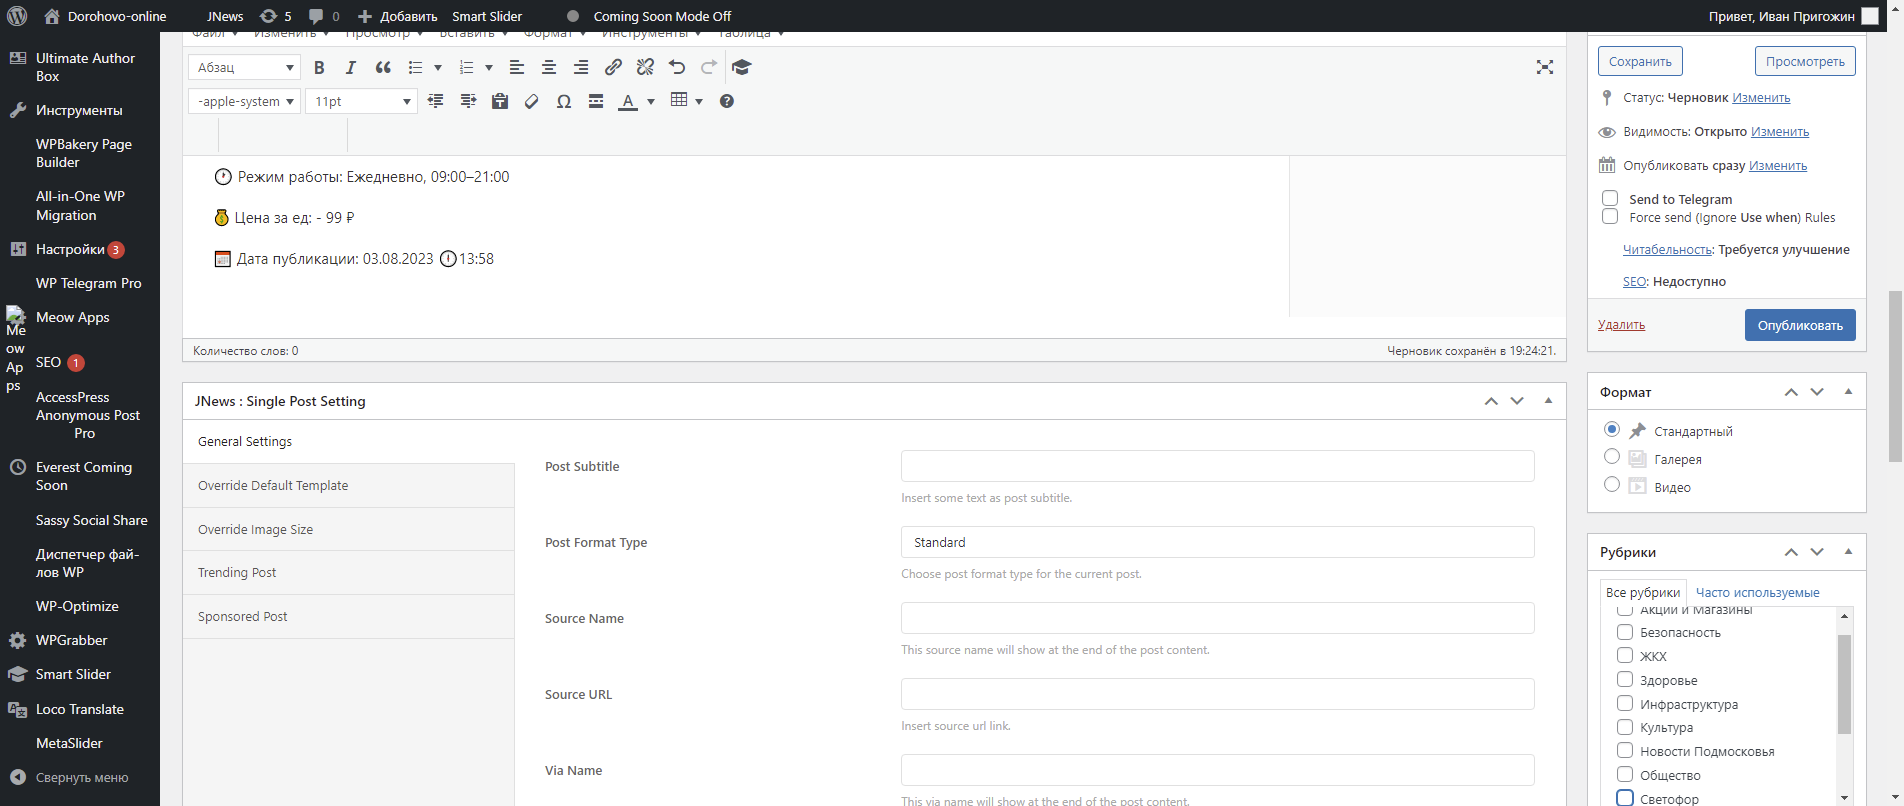 Dorohovo-online
JNews
5
0
Добавить
Smart Slider
Coming Soon Mode Off
Привет, Иван Пригожин
Ultimate Author
Box
Инструменты
WPBakery Page
Builder
All-in-One WP
Migration
Настройки 3
WP Telegram Pro
Meow Apps
Me
ow
Ap
ps
SEO 1
AccessPress
Anonymous Post
Pro
Everest Coming
Soon
Sassy Social Share
Диспетчер фай-
лов WP
WP-Optimize
WPGrabber
Smart Slider
Loco Translate
MetaSlider
Свернуть меню
Файл Изменить Просмотр Вставить Формат Инструменты Таблица
Абзац
-apple-system 11pt
Режим работы: Ежедневно, 09:00–21:00
Цена за ед: - 99 ₽
Дата публикации: 03.08.2023 13:58
Количество слов: 0
Черновик сохранён в 19:24:21.
JNews : Single Post Setting
General Settings
Override Default Template
Override Image Size
Trending Post
Sponsored Post
Post Subtitle
Insert some text as post subtitle.
Post Format Type
Standard
Choose post format type for the current post.
Source Name
This source name will show at the end of the post content.
Source URL
Insert source url link.
Via Name
This via name will show at the end of the post content.
Сохранить
Просмотреть
Статус: Черновик Изменить
Видимость: Открыто Изменить
Опубликовать сразу Изменить
Send to Telegram
Force send (Ignore Use when) Rules
Читабельность: Требуется улучшение
SEO: Недоступно
Удалить
Опубликовать
Формат
Стандартный
Галерея
Видео
Рубрики
Все рубрики
Часто используемые
Акции и Магазины
Безопасность
ЖКХ
Здоровье
Инфраструктура
Культура
Новости Подмосковья
Общество
Светофор